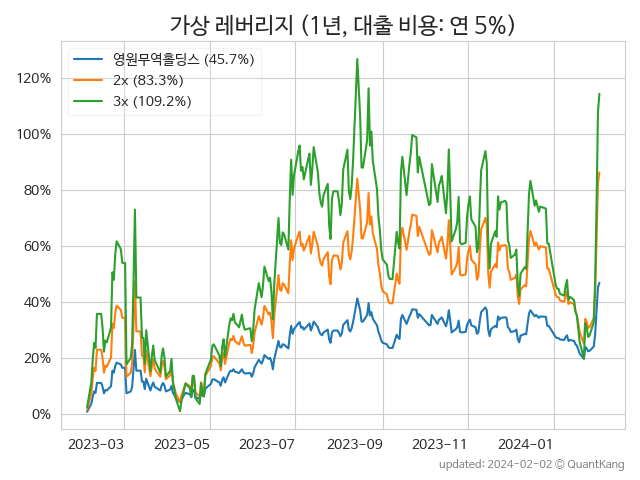 가상 레버리지 (1년, 대출 비용: 연 5%)
영원무역홀딩스 (45.7%)
2x (83.3%)
3x (109.2%)
120%
100%
80%
60%
40%
20%
0%
2023-03 2023-05 2023-07 2023-09 2023-11 2024-01
updated: 2024-02-02 © QuantKang